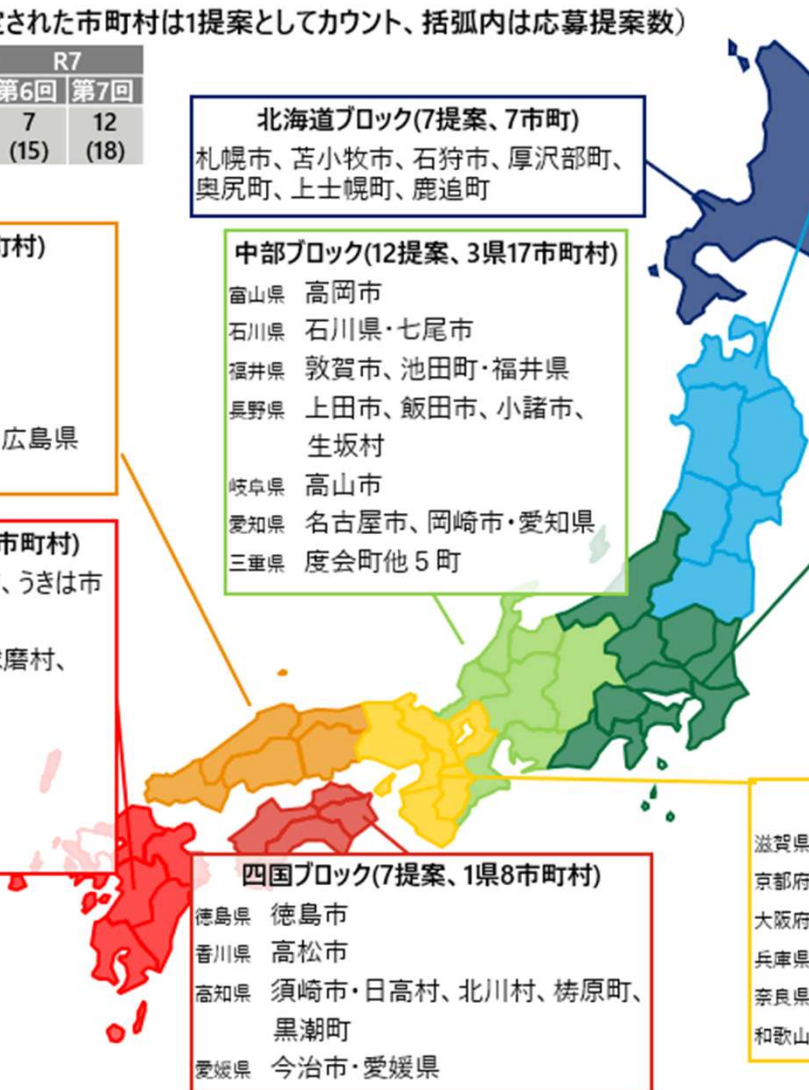 定された市町村は1提案としてカウント、括弧内は応募提案数）
R7
第6回 第7回
7 12
(15) (18)
北海道ブロック(7提案、7市町)
札幌市、苫小牧市、石狩市、厚沢部町、
奥尻町、上士幌町、鹿追町
町村)
広島県
中部ブロック(12提案、3県17市町村)
富山県 高岡市
石川県 石川県・七尾市
福井県 敦賀市、池田町・福井県
長野県 上田市、飯田市、小諸市、
生坂村
岐阜県 高山市
愛知県 名古屋市、岡崎市・愛知県
三重県 度会町他５町
市町村)
、うきは市
球磨村、
四国ブロック(7提案、1県8市町村)
徳島県 徳島市
香川県 高松市
高知県 須崎市・日高村、北川村、梼原町、
黒潮町
愛媛県 今治市・愛媛県
滋賀県
京都府
大阪府
兵庫県
奈良県
和歌山